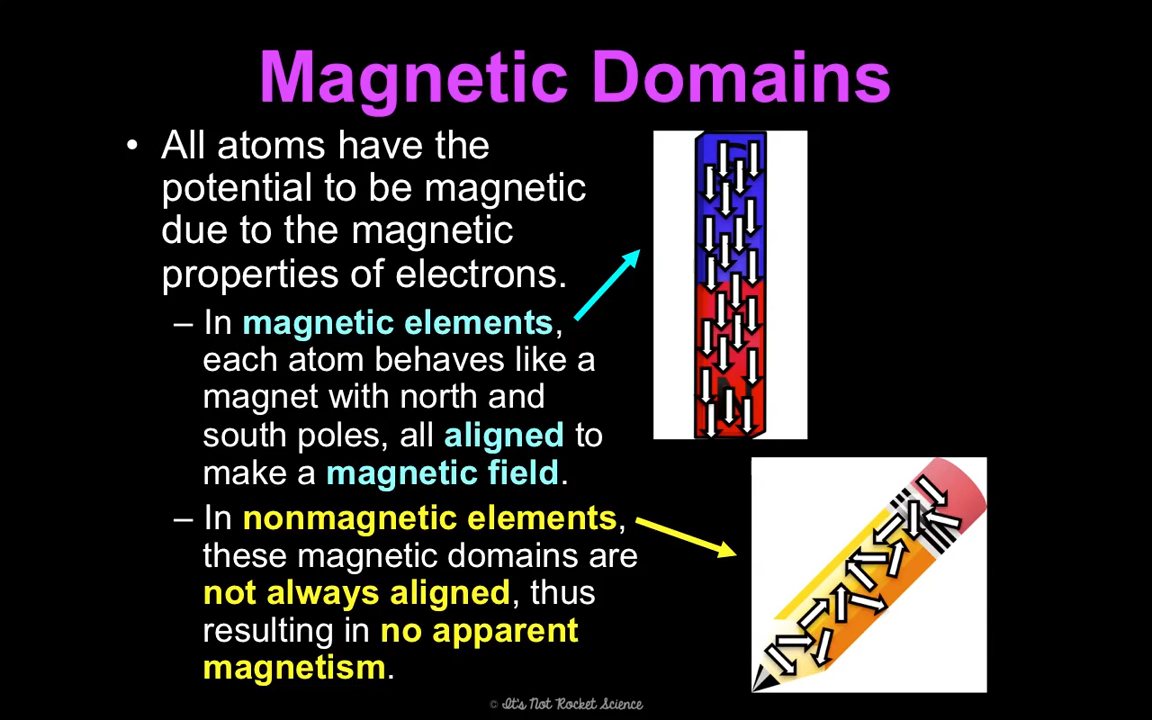 Magnetic Domains
• All atoms have the
potential to be magnetic
due to the magnetic
properties of electrons.
– In magnetic elements,
each atom behaves like a
magnet with north and
south poles, all aligned to
make a magnetic field.
– In nonmagnetic elements,
these magnetic domains are
not always aligned, thus
resulting in no apparent
magnetism.
© It's Not Rocket Science